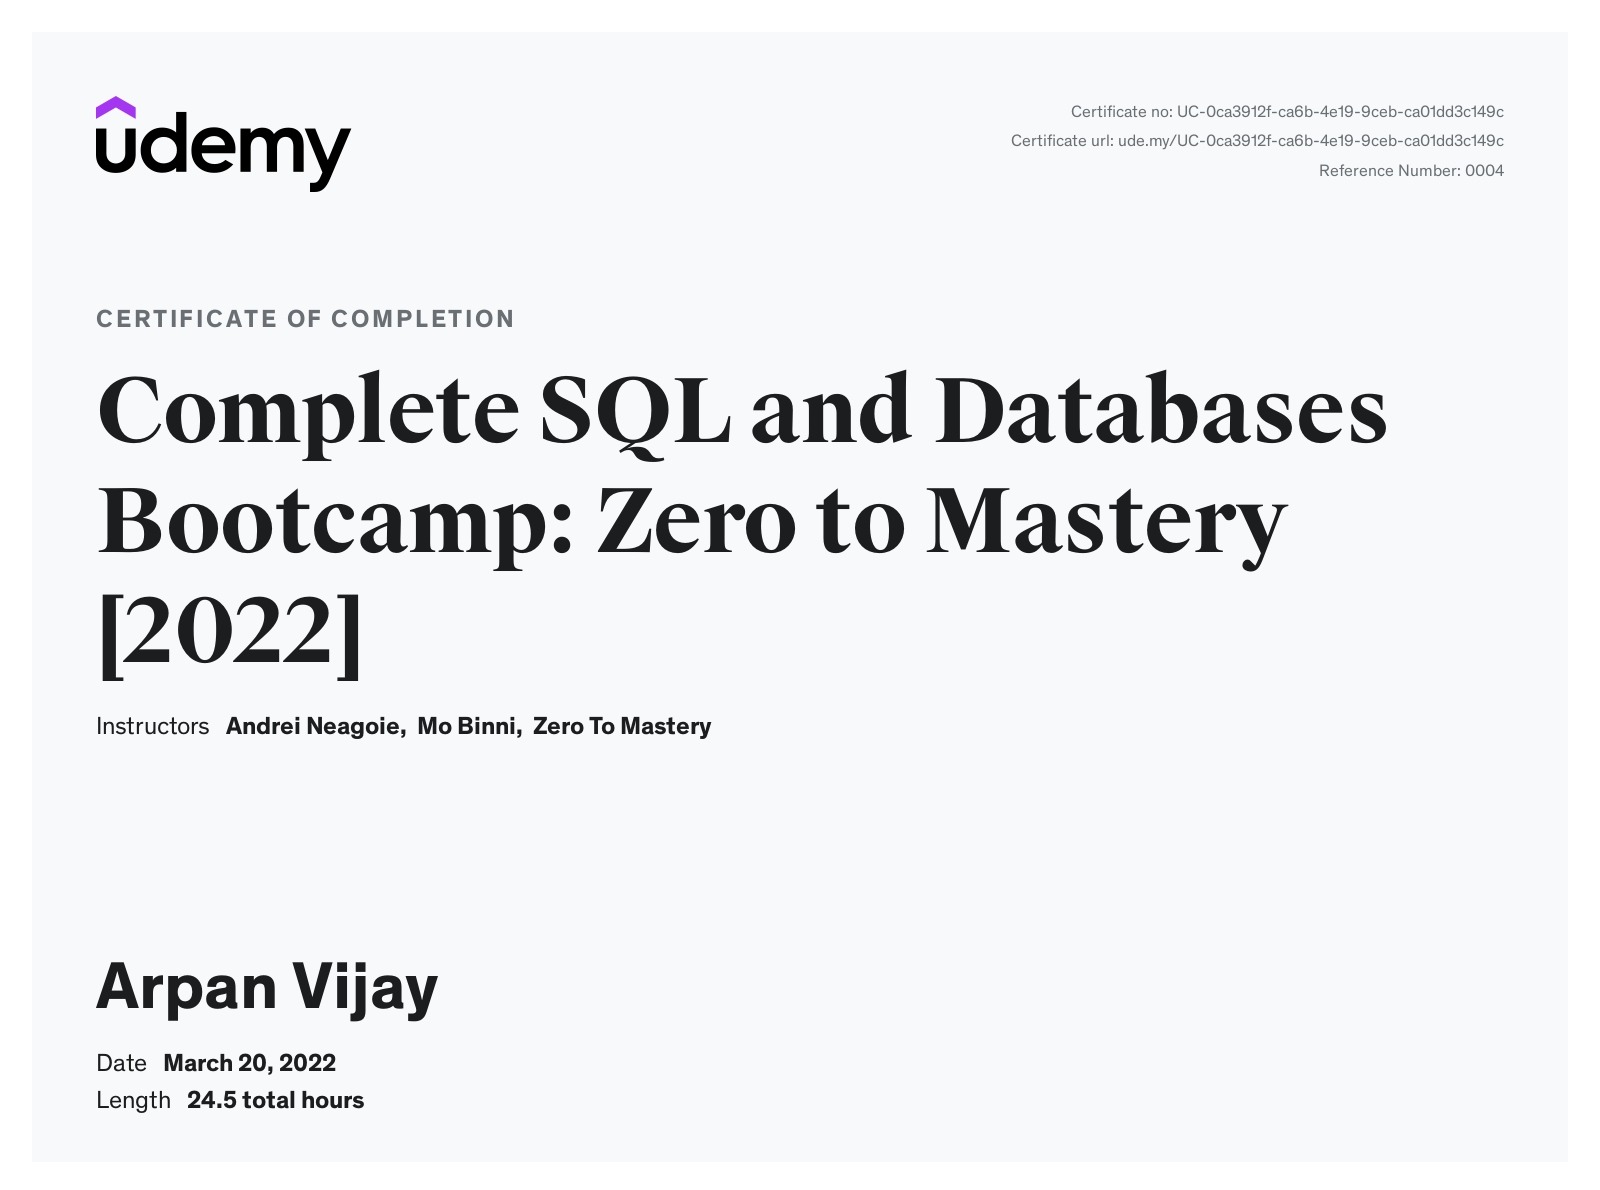 udemy
Certificate no: UC-0ca3912f-ca6b-4e19-9ceb-ca01dd3c149c
Certificate url: ude.my/UC-0ca3912f-ca6b-4e19-9ceb-ca01dd3c149c
Reference Number: 0004
CERTIFICATE OF COMPLETION
Complete SQL and Databases
Bootcamp: Zero to Mastery
[2022]
Instructors Andrei Neagoie, Mo Binni, Zero To Mastery
Arpan Vijay
Date March 20, 2022
Length 24.5 total hours